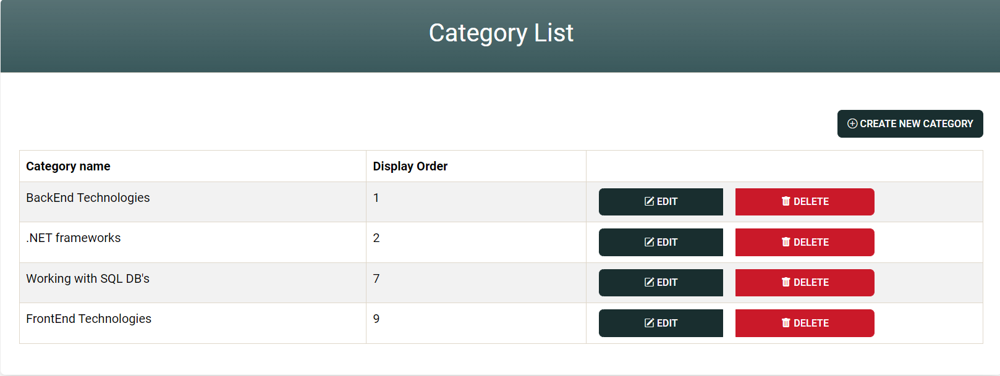 Category List
CREATE NEW CATEGORY
Category name Display Order
BackEnd Technologies 1 EDIT DELETE
.NET frameworks 2 EDIT DELETE
Working with SQL DB's 7 EDIT DELETE
FrontEnd Technologies 9 EDIT DELETE